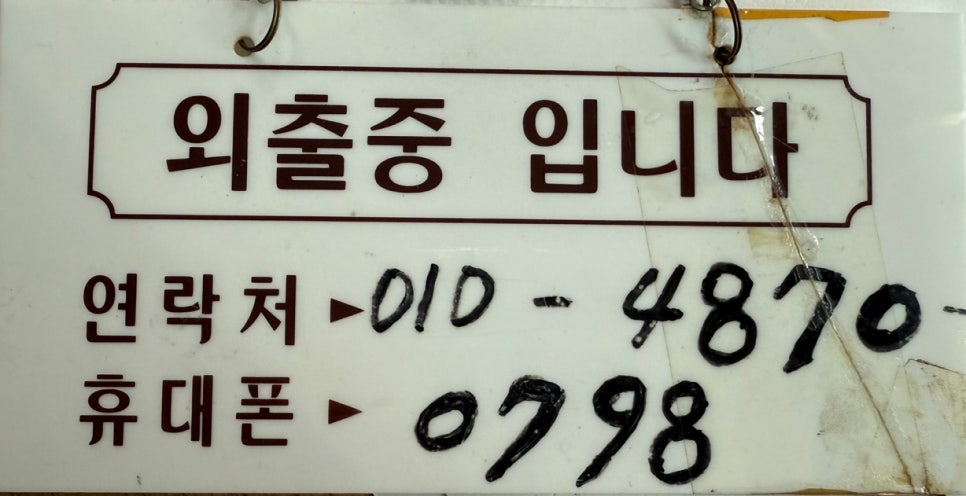 외출중 입니다
연락처 ▶ 010 - 4870 -
휴대폰 ▶ 0798